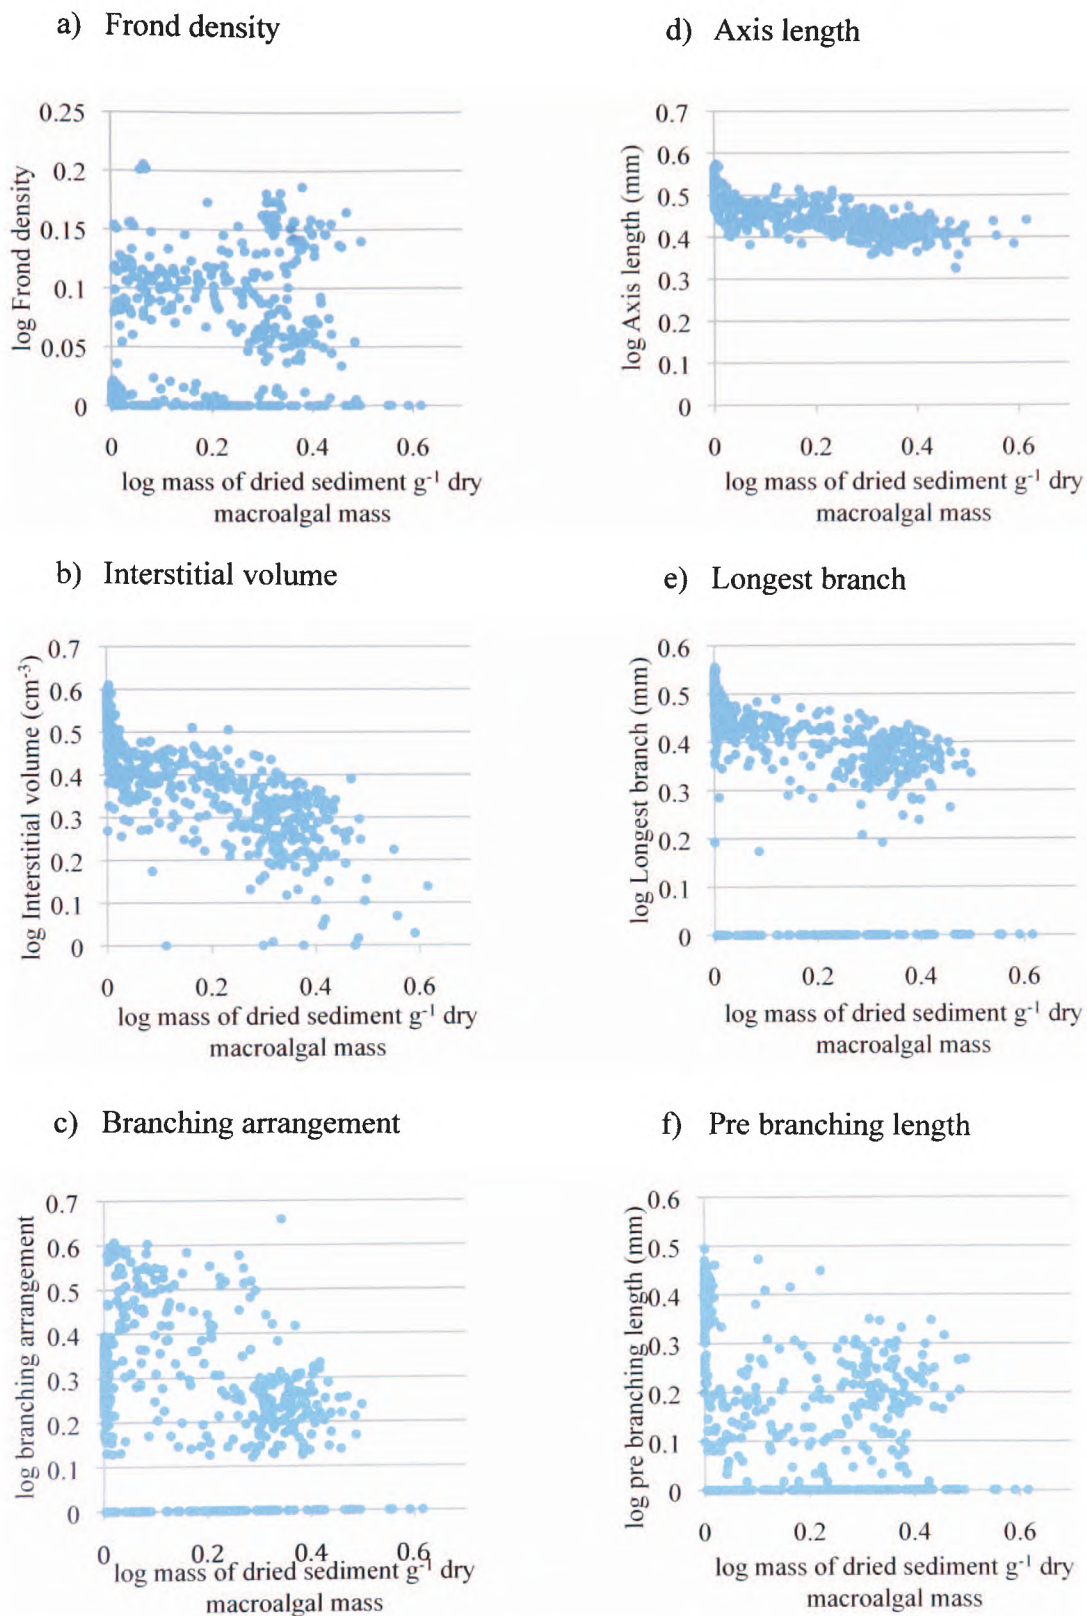 a) Frond density
0.25
0.2
0.15
0.1
0.05
0
log Frond density
0 0.2 0.4 0.6
log mass of dried sediment g⁻¹ dry
macroalgal mass
b) Interstitial volume
0.7
0.6
0.5
0.4
0.3
0.2
0.1
0
log Interstitial volume (cm⁻³)
0 0.2 0.4 0.6
log mass of dried sediment g⁻¹ dry
macroalgal mass
c) Branching arrangement
0.7
0.6
0.5
0.4
0.3
0.2
0.1
0
log branching arrangement
0 0.2 0.4 0.6
log mass of dried sediment g⁻¹ dry
macroalgal mass
d) Axis length
0.7
0.6
0.5
0.4
0.3
0.2
0.1
0
log Axis length (mm)
0 0.2 0.4 0.6
log mass of dried sediment g⁻¹ dry
macroalgal mass
e) Longest branch
0.6
0.5
0.4
0.3
0.2
0.1
0
log Longest branch (mm)
0 0.2 0.4 0.6
log mass of dried sediment g⁻¹ dry
macroalgal mass
f) Pre branching length
0.6
0.5
0.4
0.3
0.2
0.1
0
log pre branching length (mm)
0 0.2 0.4 0.6
log mass of dried sediment g⁻¹ dry
macroalgal mass